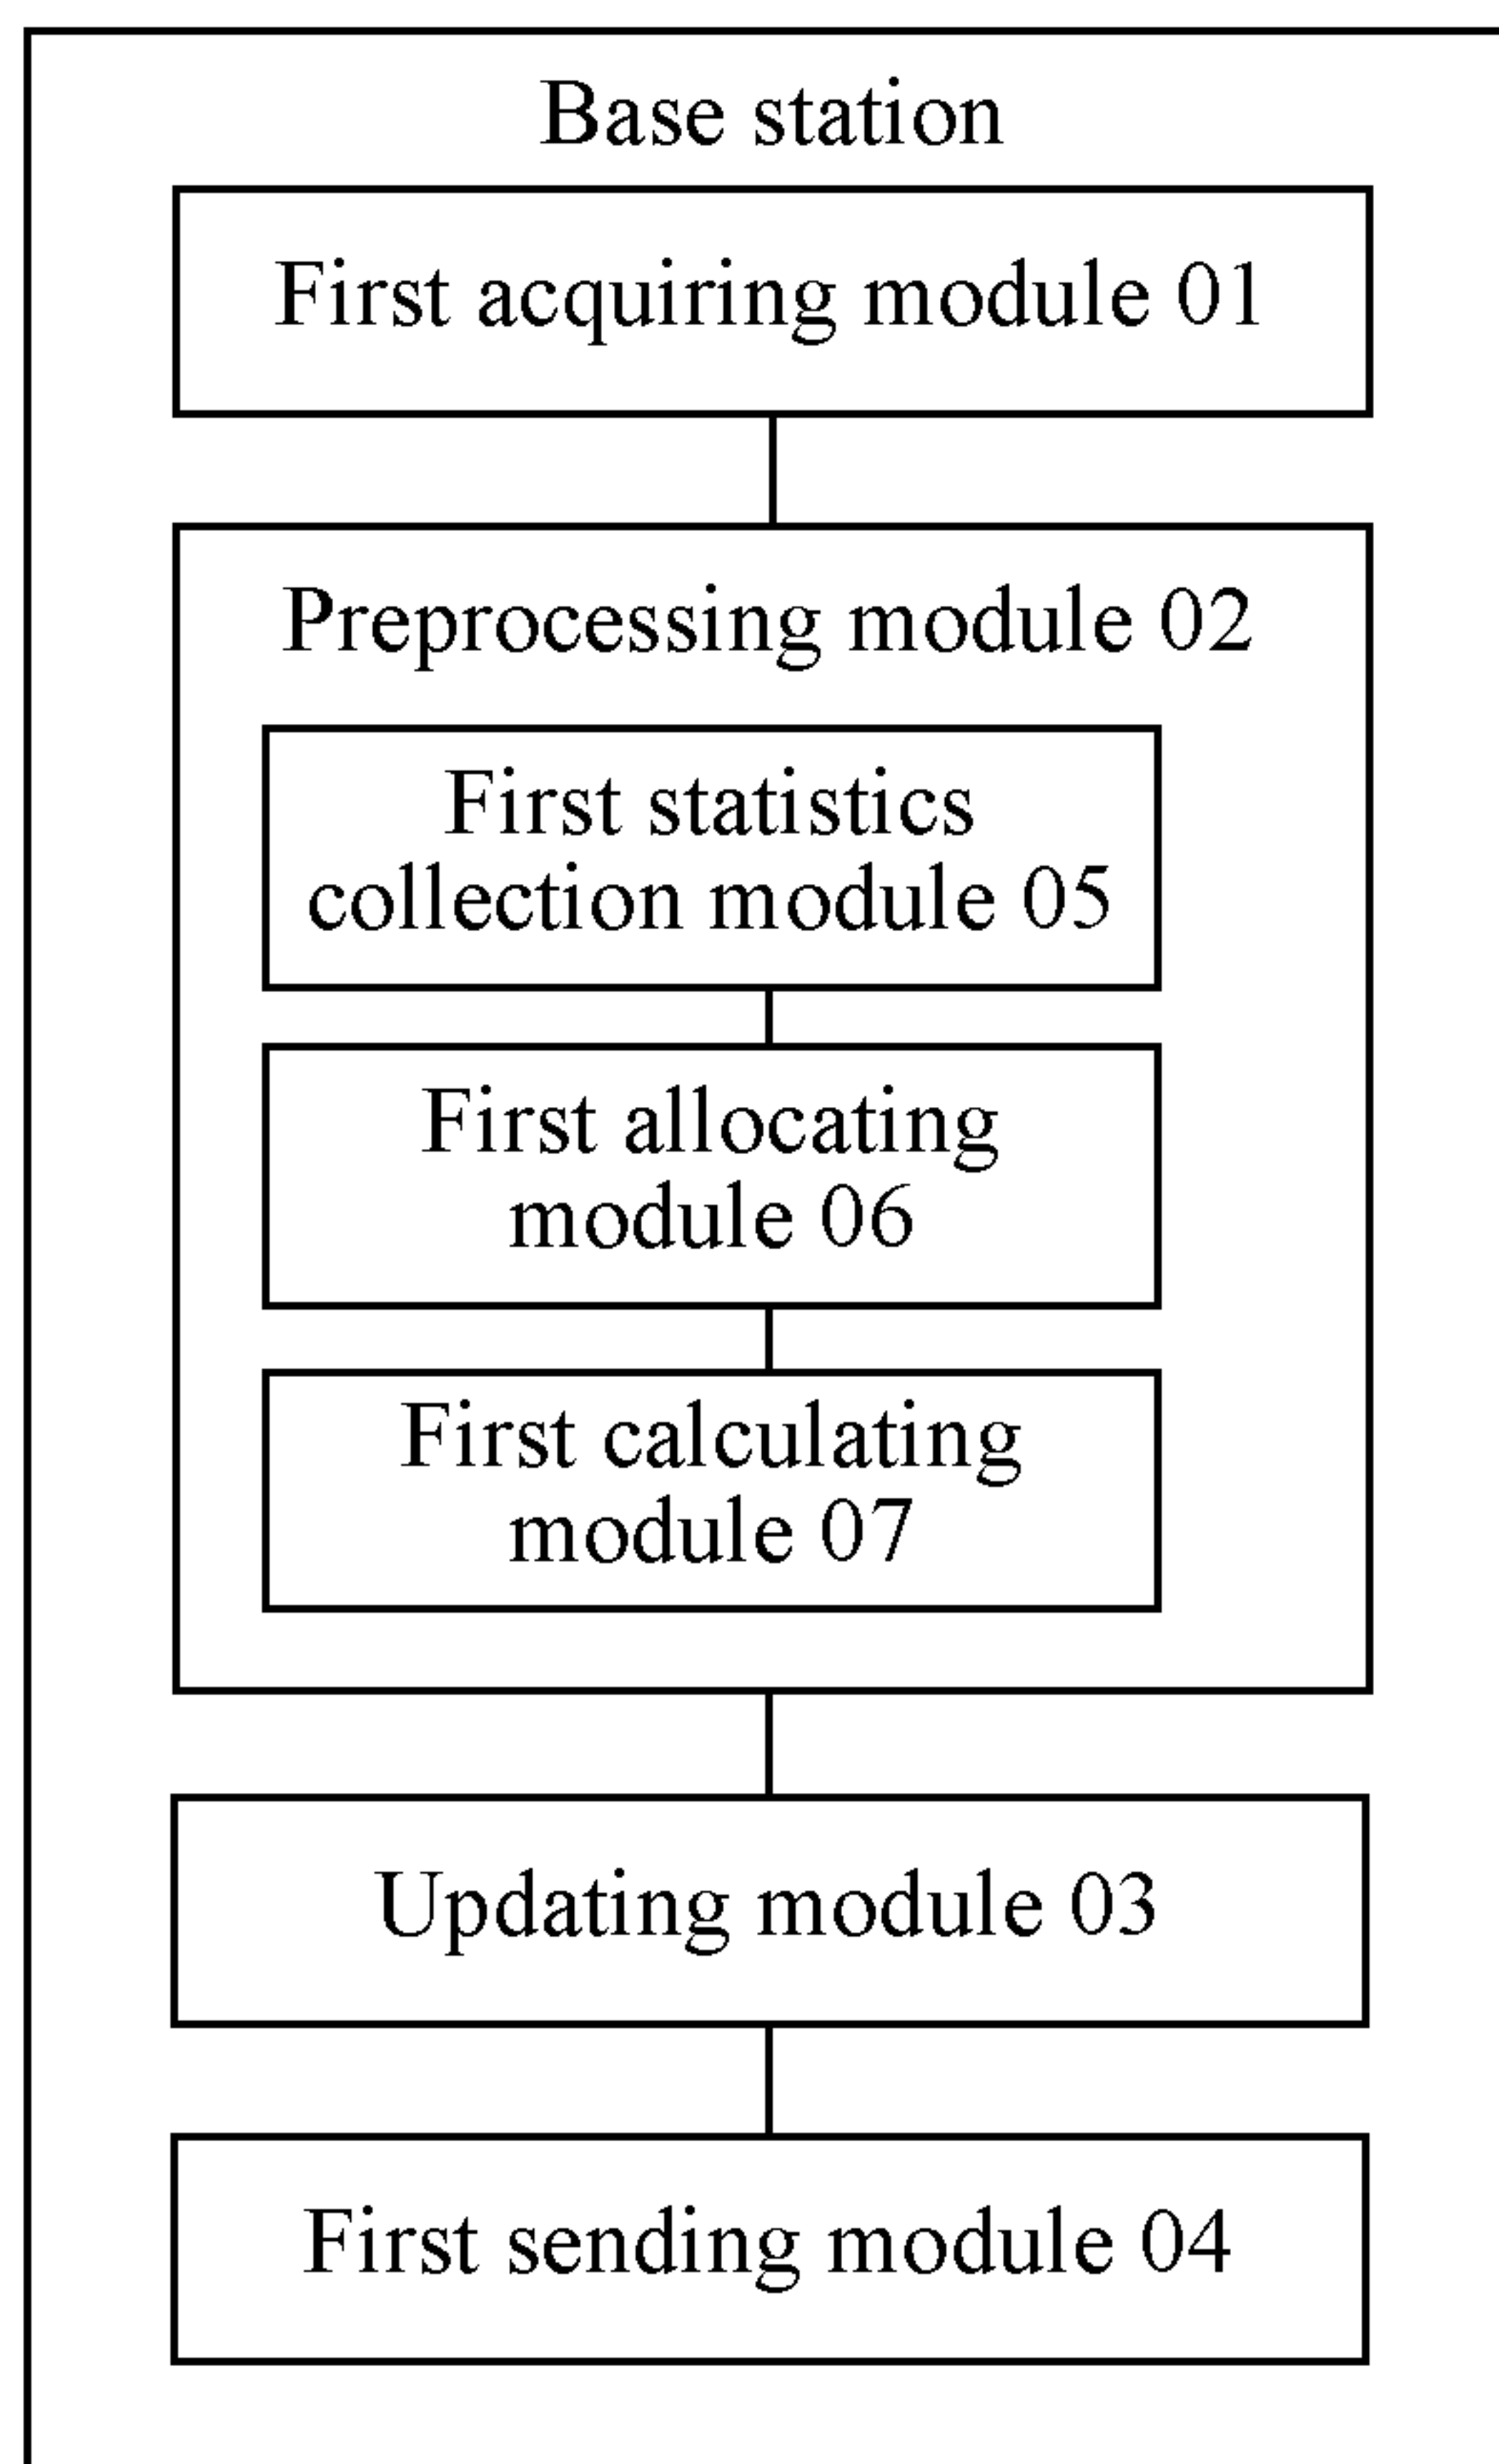 Base station
First acquiring module 01
Preprocessing module 02
First statistics
collection module 05
First allocating
module 06
First calculating
module 07
Updating module 03
First sending module 04